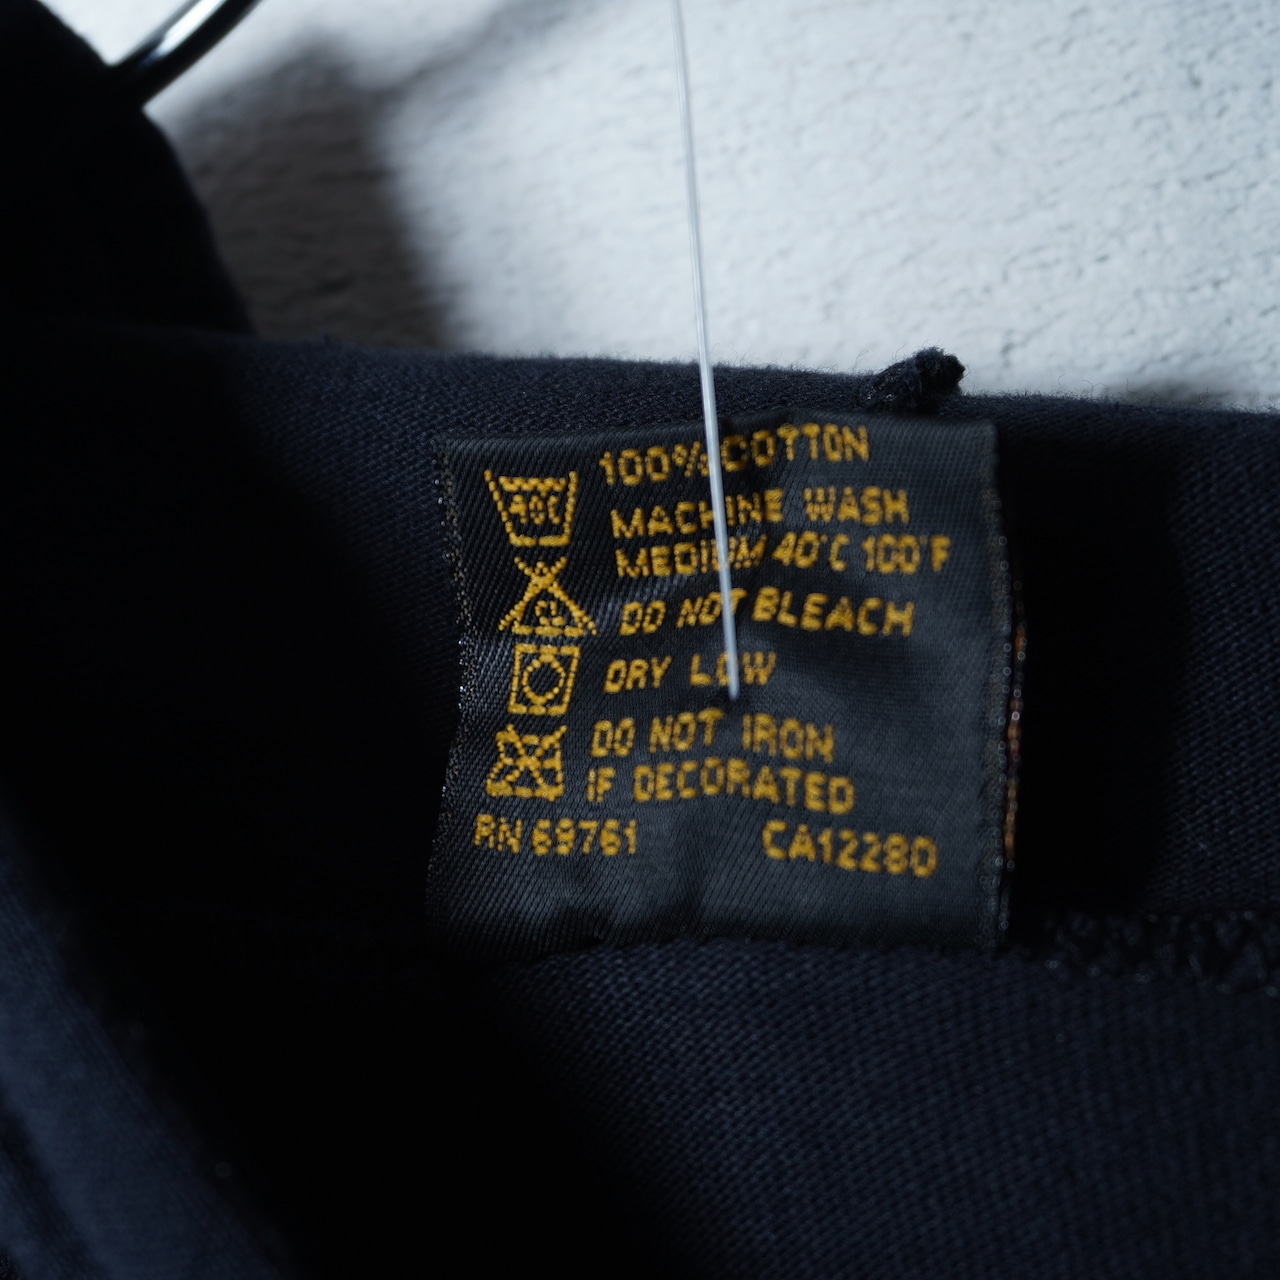 100% COTTON
40C
MACHINE WASH
MEDIUM 40°C 100°F
DO NOT BLEACH
DRY LOW
DO NOT IRON
IF DECORATED
RN 69761 CA12280